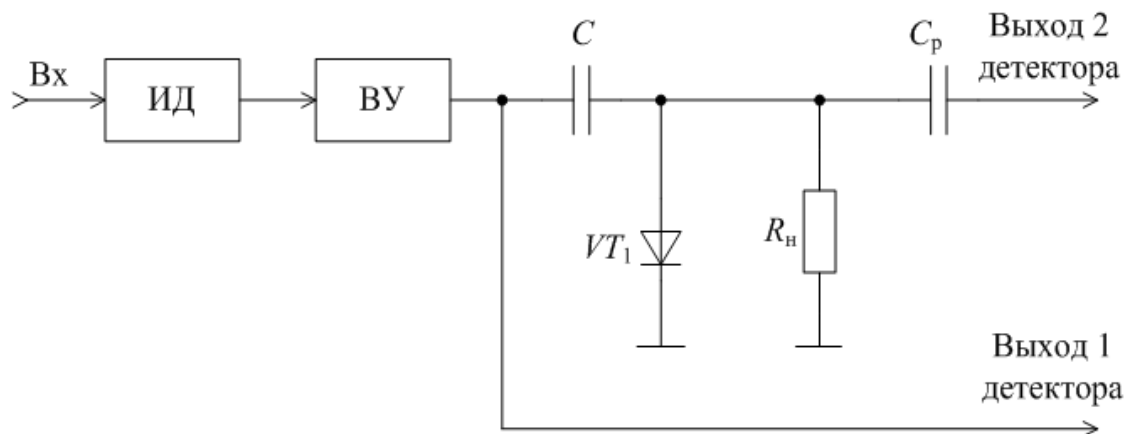 Вх
ИД
ВУ
C
Cр
Выход 2
детектора
VT1
Rн
Выход 1
детектора